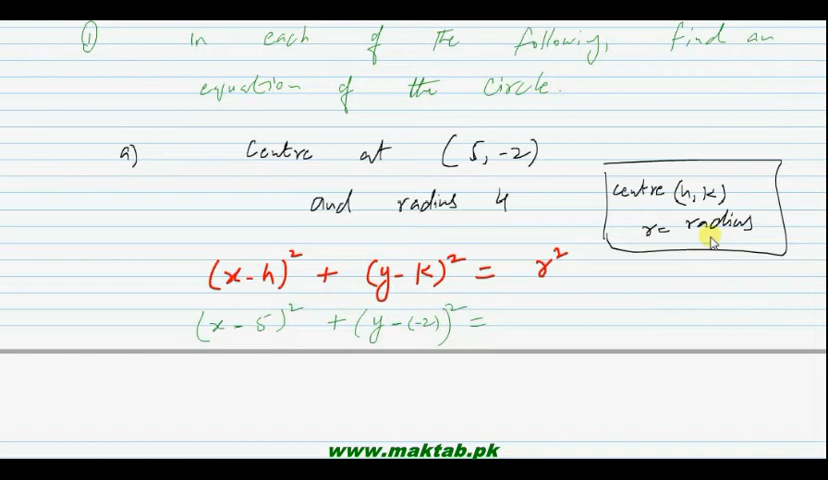 ① In each of the following, find an
equation of the circle.
a) Centre at (5, -2)
and radius 4
centre (h, k)
r = radius
(x - h)² + (y - k)² = r²
(x - 5)² + (y - (-2))² =
www.maktab.pk